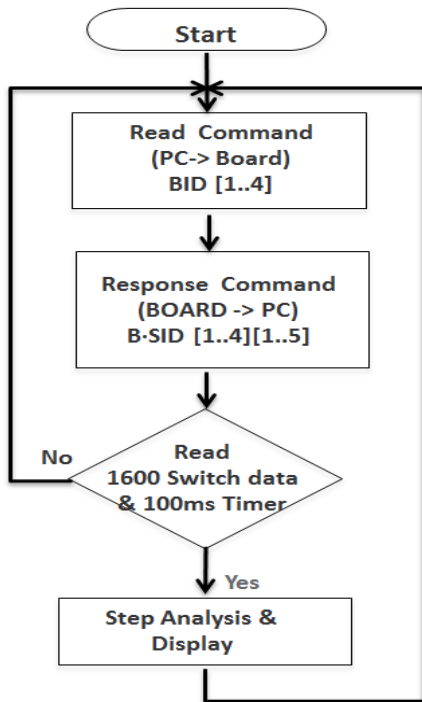 Start
Read Command
(PC-> Board)
BID [1..4]
Response Command
(BOARD -> PC)
B·SID [1..4][1..5]
Read
1600 Switch data
& 100ms Timer
No
Yes
Step Analysis &
Display